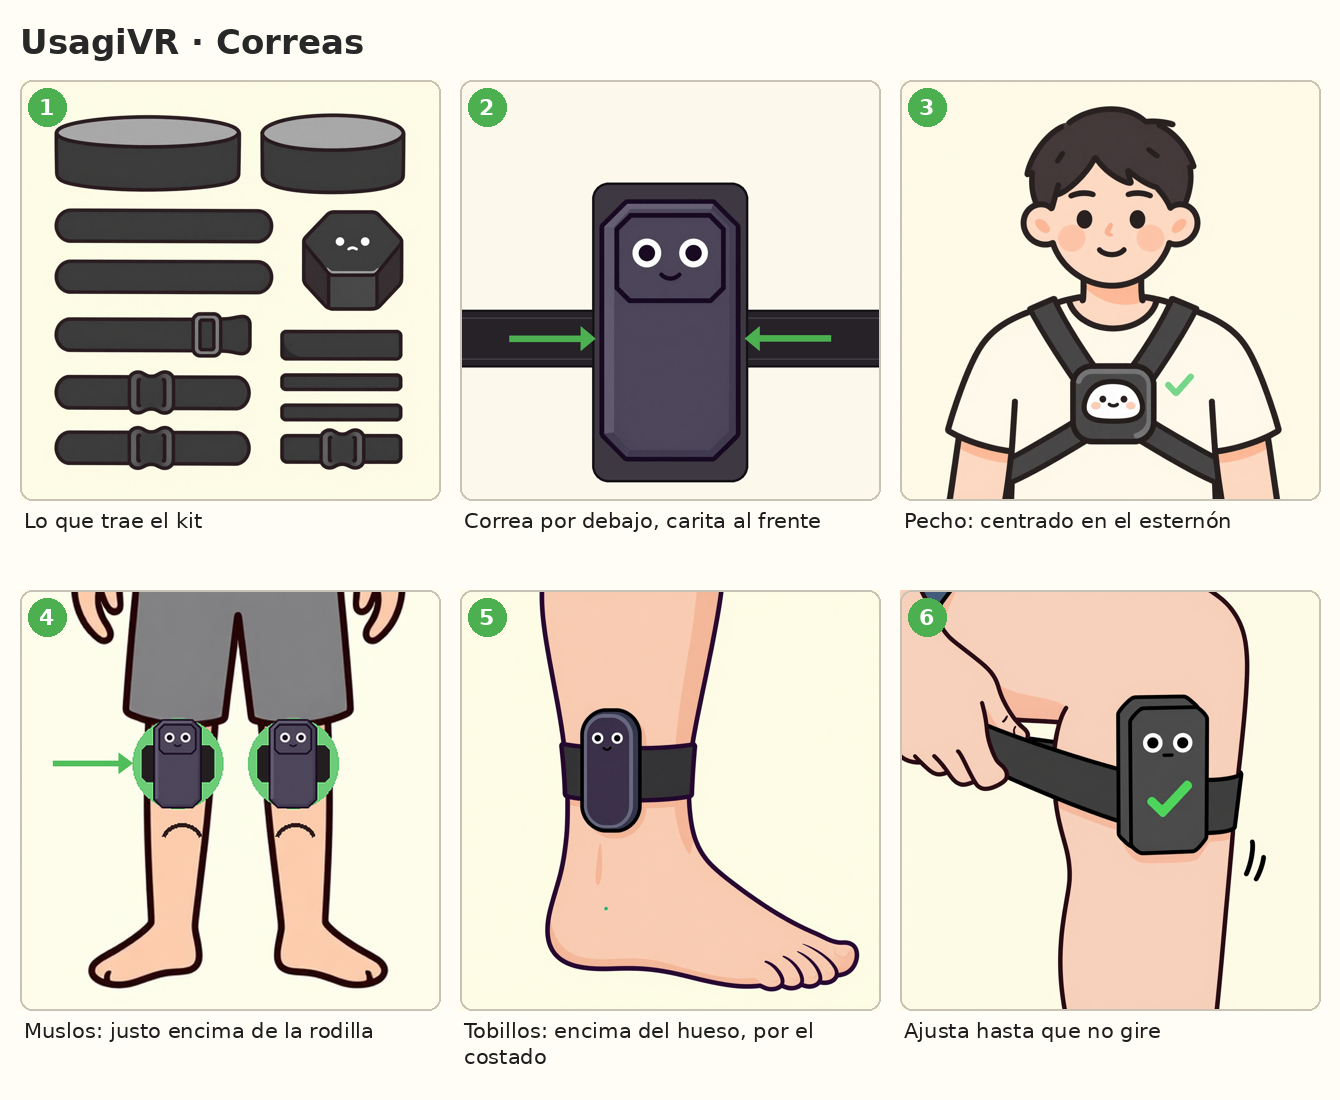 UsagiVR · Correas
1
2
3
Lo que trae el kit
Correa por debajo, carita al frente
Pecho: centrado en el esternón
4
5
6
Muslos: justo encima de la rodilla
Tobillos: encima del hueso, por el
costado
Ajusta hasta que no gire